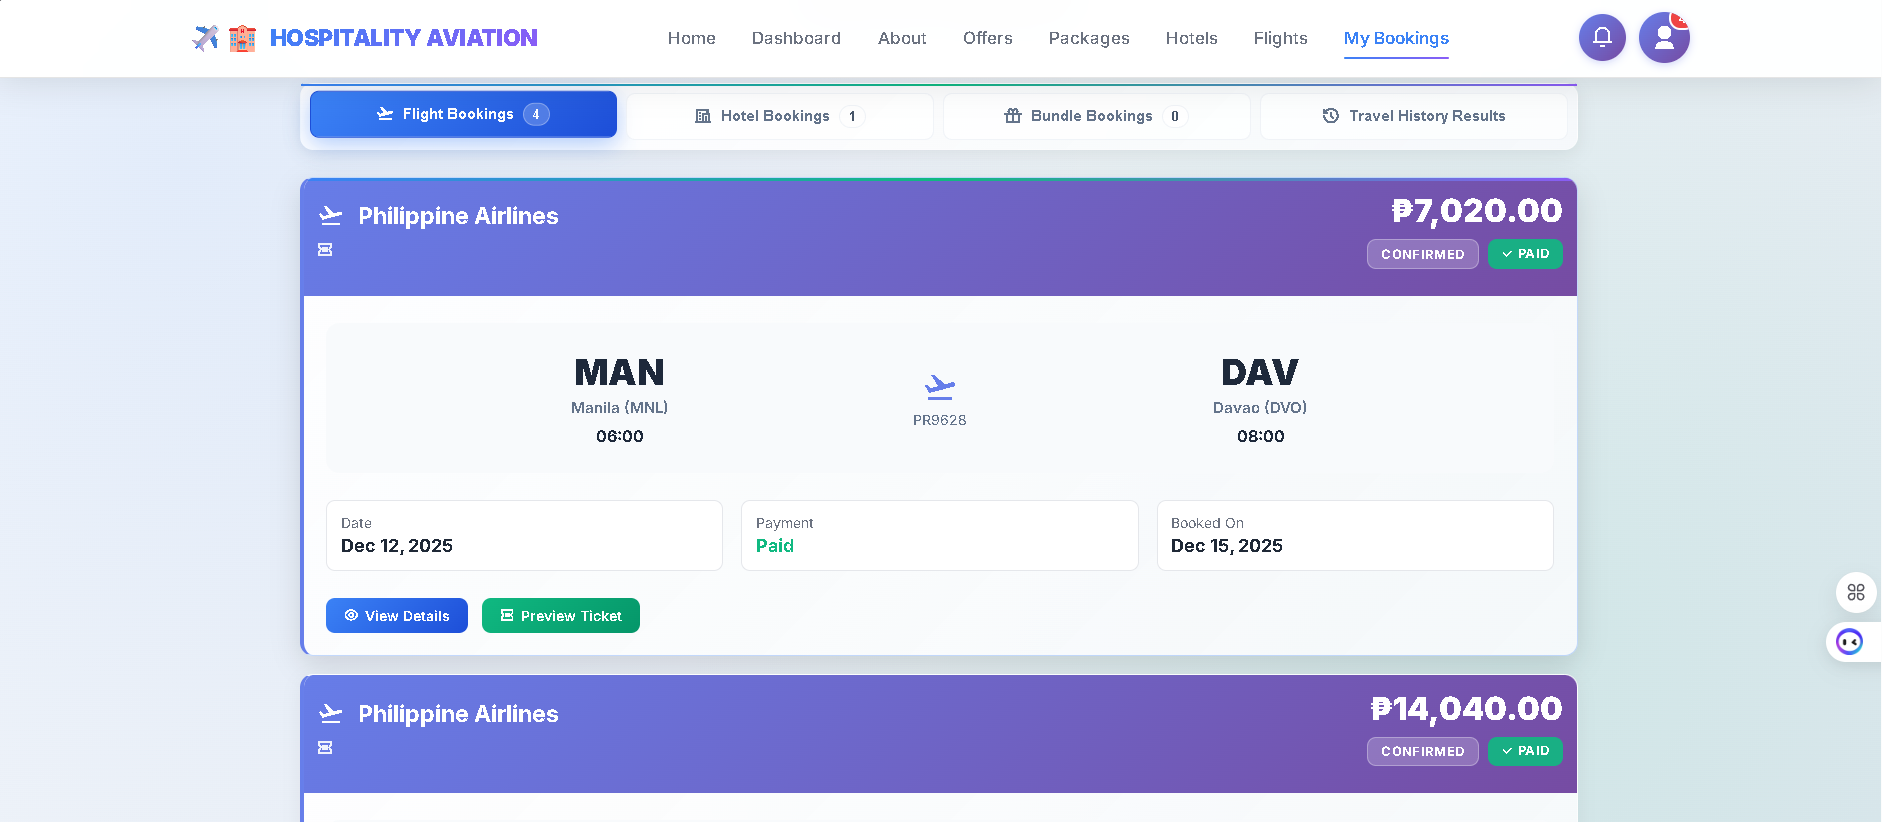 HOSPITALITY AVIATION
Home Dashboard About Offers Packages Hotels Flights My Bookings
Flight Bookings 4 Hotel Bookings 1 Bundle Bookings 0 Travel History Results
Philippine Airlines
₱7,020.00
CONFIRMED ✓ PAID
MAN
Manila (MNL)
06:00
PR9628
DAV
Davao (DVO)
08:00
Date
Dec 12, 2025
Payment
Paid
Booked On
Dec 15, 2025
View Details Preview Ticket
Philippine Airlines
₱14,040.00
CONFIRMED ✓ PAID